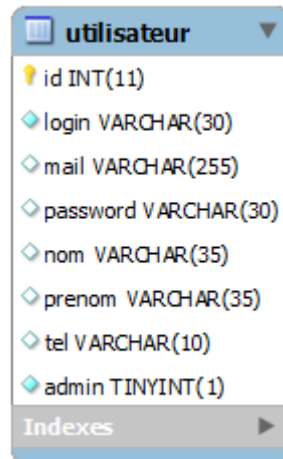 utilisateur
id INT(11)
login VARCHAR(30)
mail VARCHAR(255)
password VARCHAR(30)
nom VARCHAR(35)
prenom VARCHAR(35)
tel VARCHAR(10)
admin TINYINT(1)
Indexes